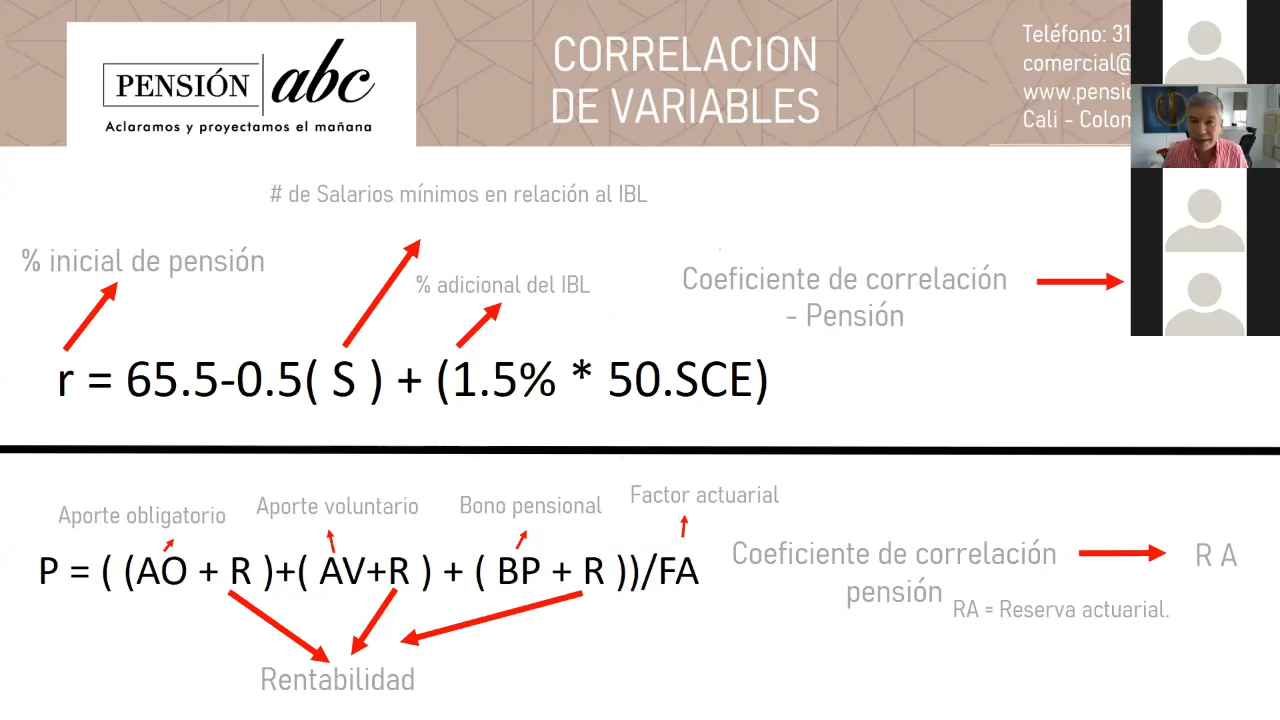 PENSIÓN abc
Aclaramos y proyectamos el mañana
CORRELACION
DE VARIABLES
Teléfono: 31
comercial@
www.pensi
Cali - Colom
# de Salarios mínimos en relación al IBL
% inicial de pensión
% adicional del IBL
Coeficiente de correlación
- Pensión
r = 65.5-0.5( S ) + (1.5% * 50.SCE)
Aporte obligatorio
Aporte voluntario
Bono pensional
Factor actuarial
P = ( (AO + R )+( AV+R ) + ( BP + R ))/FA
Coeficiente de correlación
pensión
R A
RA = Reserva actuarial.
Rentabilidad